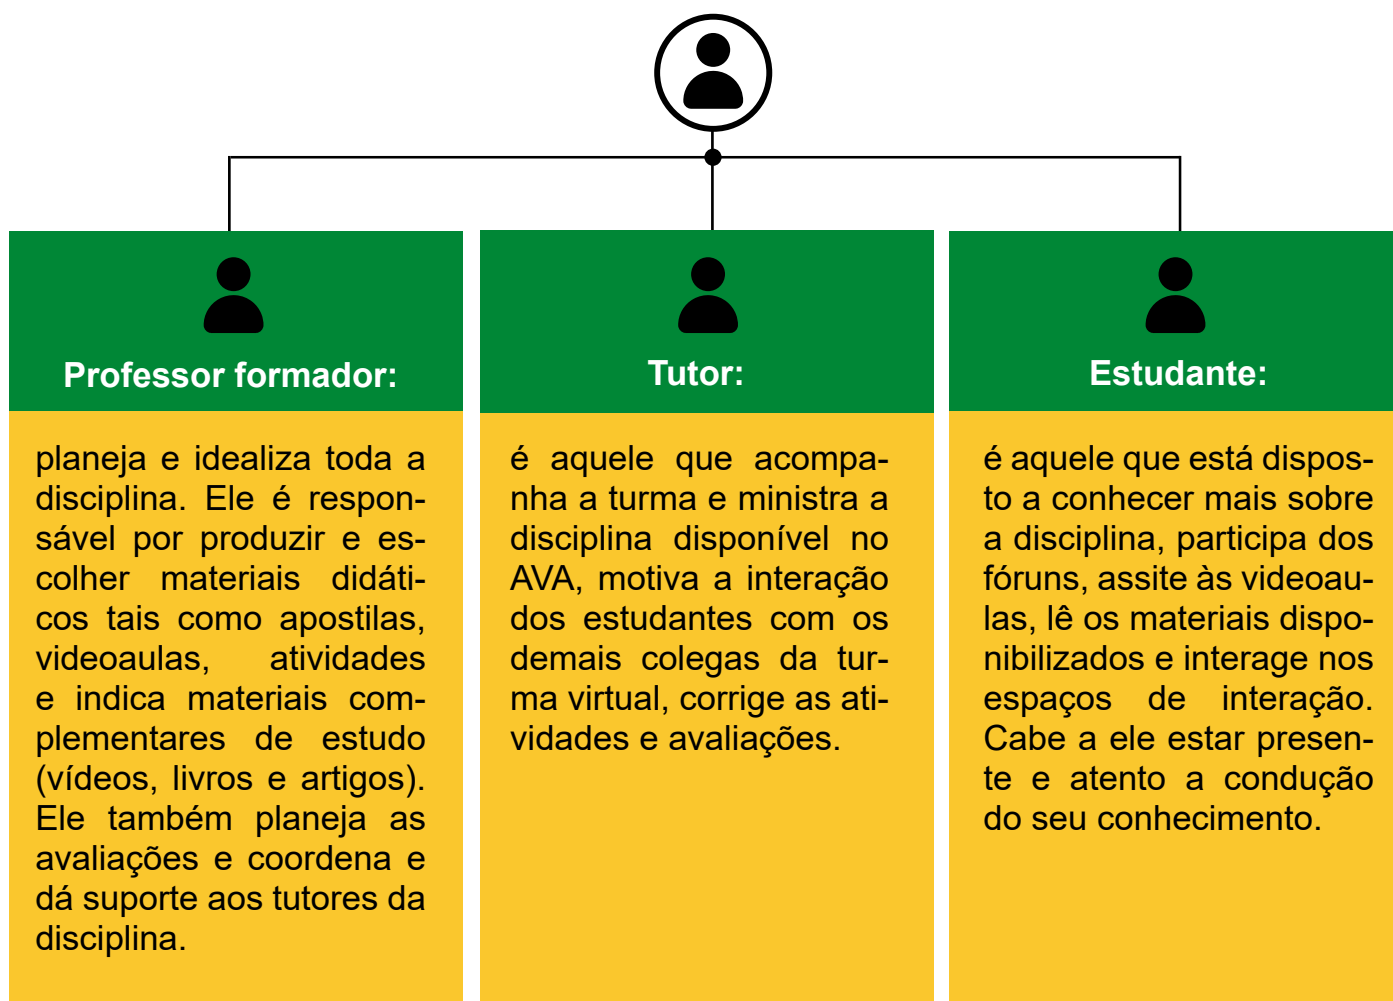 Professor formador:
planeja e idealiza toda a
disciplina. Ele é respon-
sável por produzir e es-
colher materiais didáti-
cos tais como apostilas,
videoaulas, atividades
e indica materiais com-
plementares de estudo
(vídeos, livros e artigos).
Ele também planeja as
avaliações e coordena e
dá suporte aos tutores da
disciplina.
Tutor:
é aquele que acompa-
nha a turma e ministra a
disciplina disponível no
AVA, motiva a interação
dos estudantes com os
demais colegas da tur-
ma virtual, corrige as ati-
vidades e avaliações.
Estudante:
é aquele que está dispos-
to a conhecer mais sobre
a disciplina, participa dos
fóruns, assite às videoau-
las, lê os materiais dispo-
nibilizados e interage nos
espaços de interação.
Cabe a ele estar presen-
te e atento a condução
do seu conhecimento.